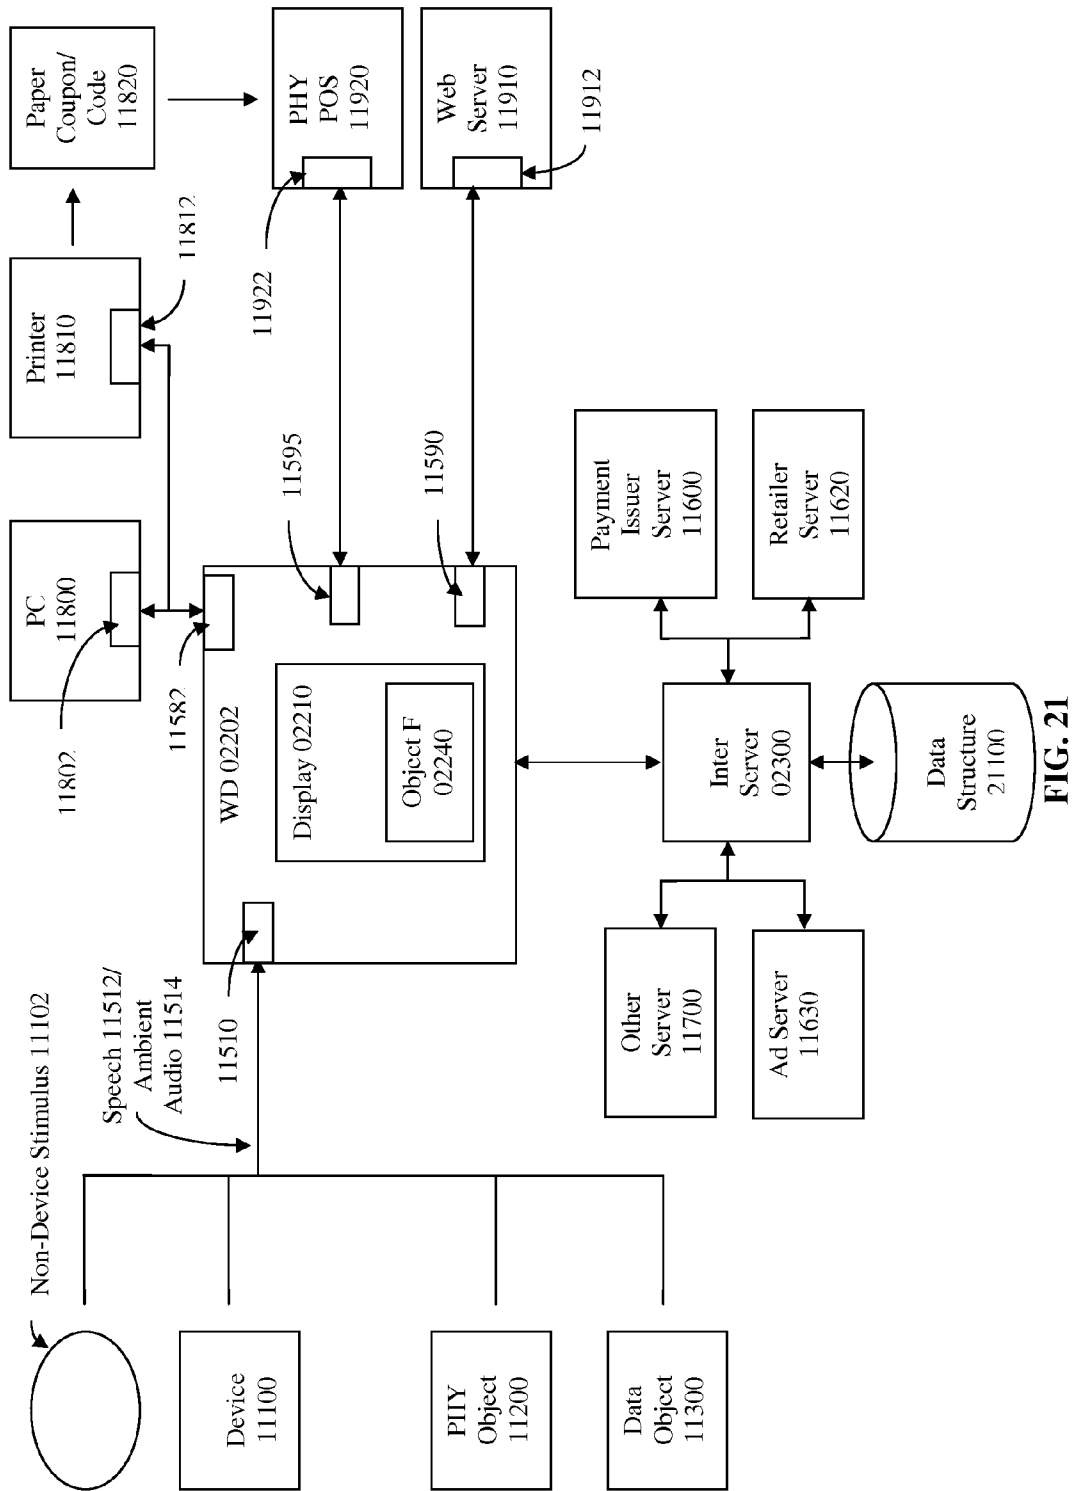 Non-Device Stimulus 11102
Device
11100
PHY
Object
11200
Data
Object
11300
Speech 11512/
Ambient
Audio 11514
11510
PC
11800
11802
11582
Printer
11810
11812
Paper
Coupon/
Code
11820
WD 02202
Display 02210
Object F
02240
11595
11590
11922
PHY
POS
11920
Web
Server
11910
11912
Other
Server
11700
Ad Server
11630
Inter
Server
02300
Payment
Issuer
Server
11600
Retailer
Server
11620
Data
Structure
21100
FIG. 21